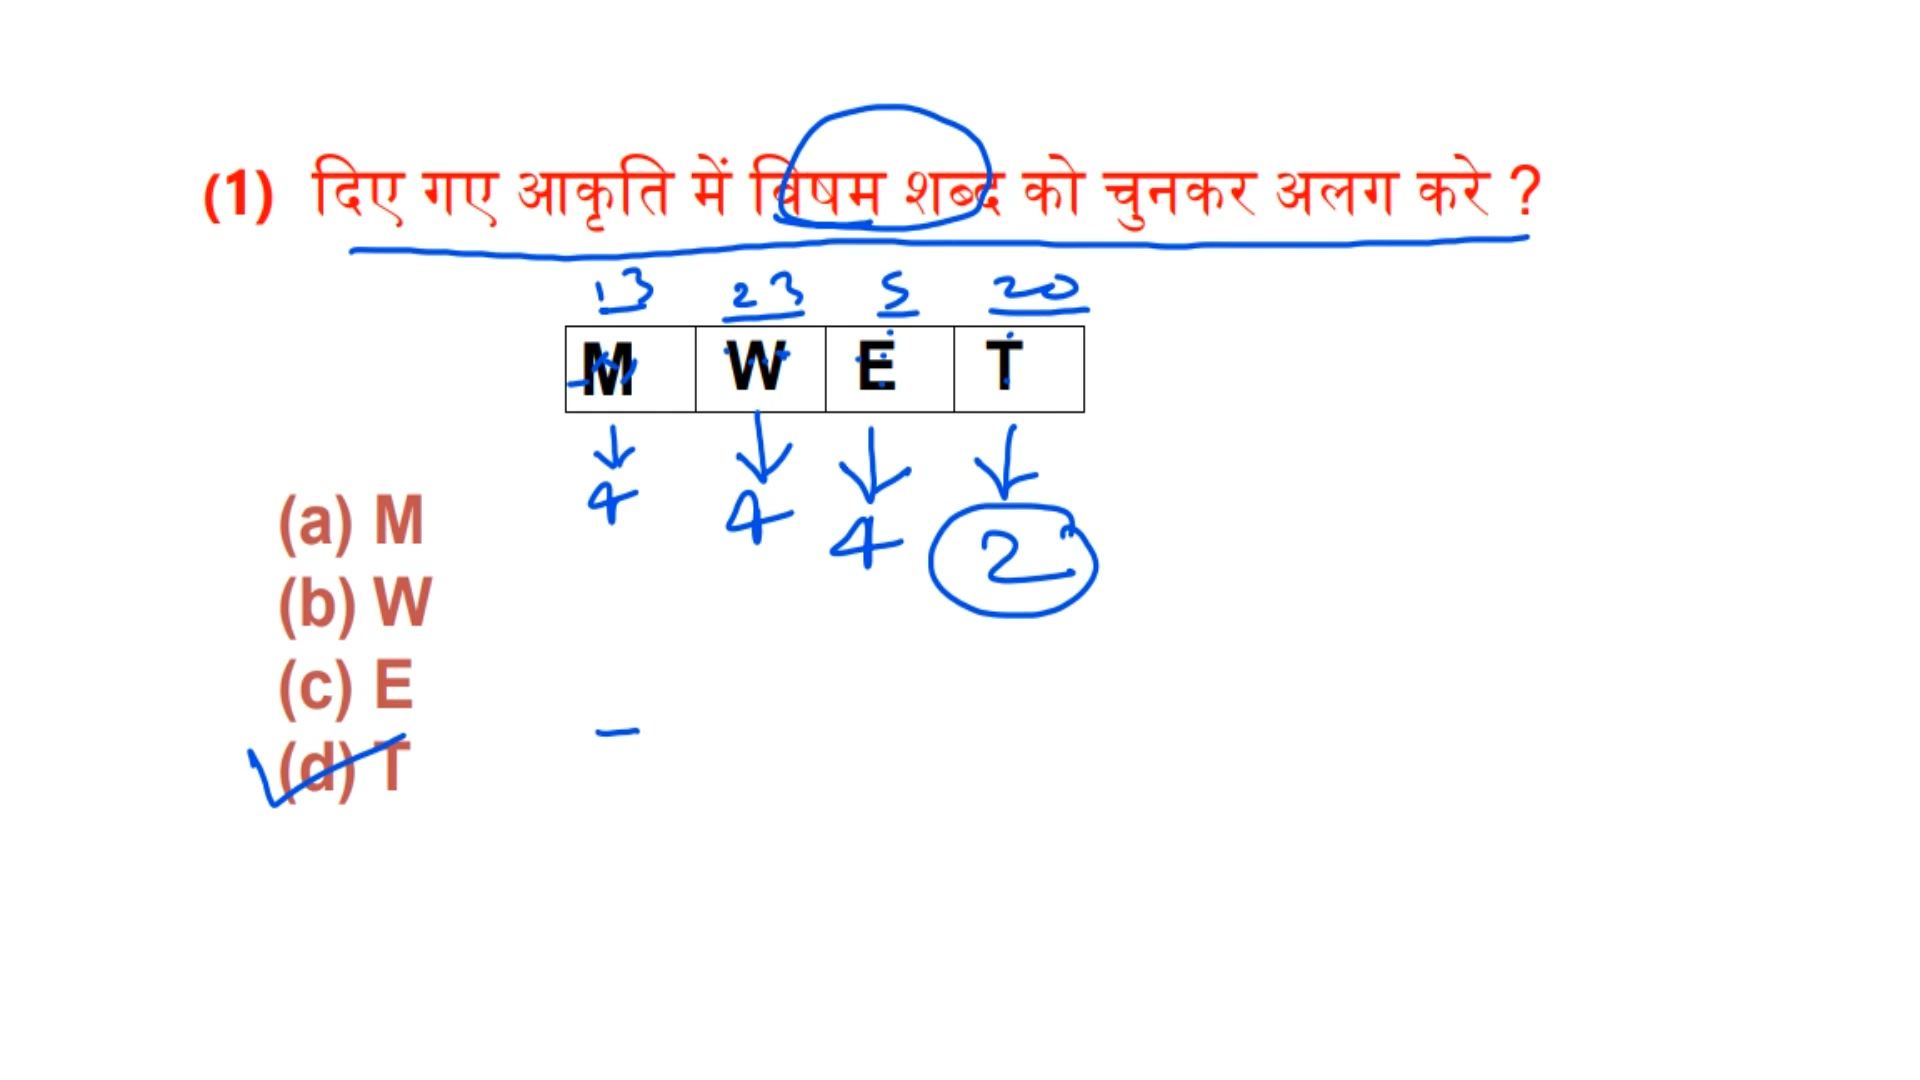 (1) दिए गए आकृति में विषम शब्द को चुनकर अलग करे ?
13 23 5 20
M W E T
4 4 4 2
(a) M
(b) W
(c) E
(d) T